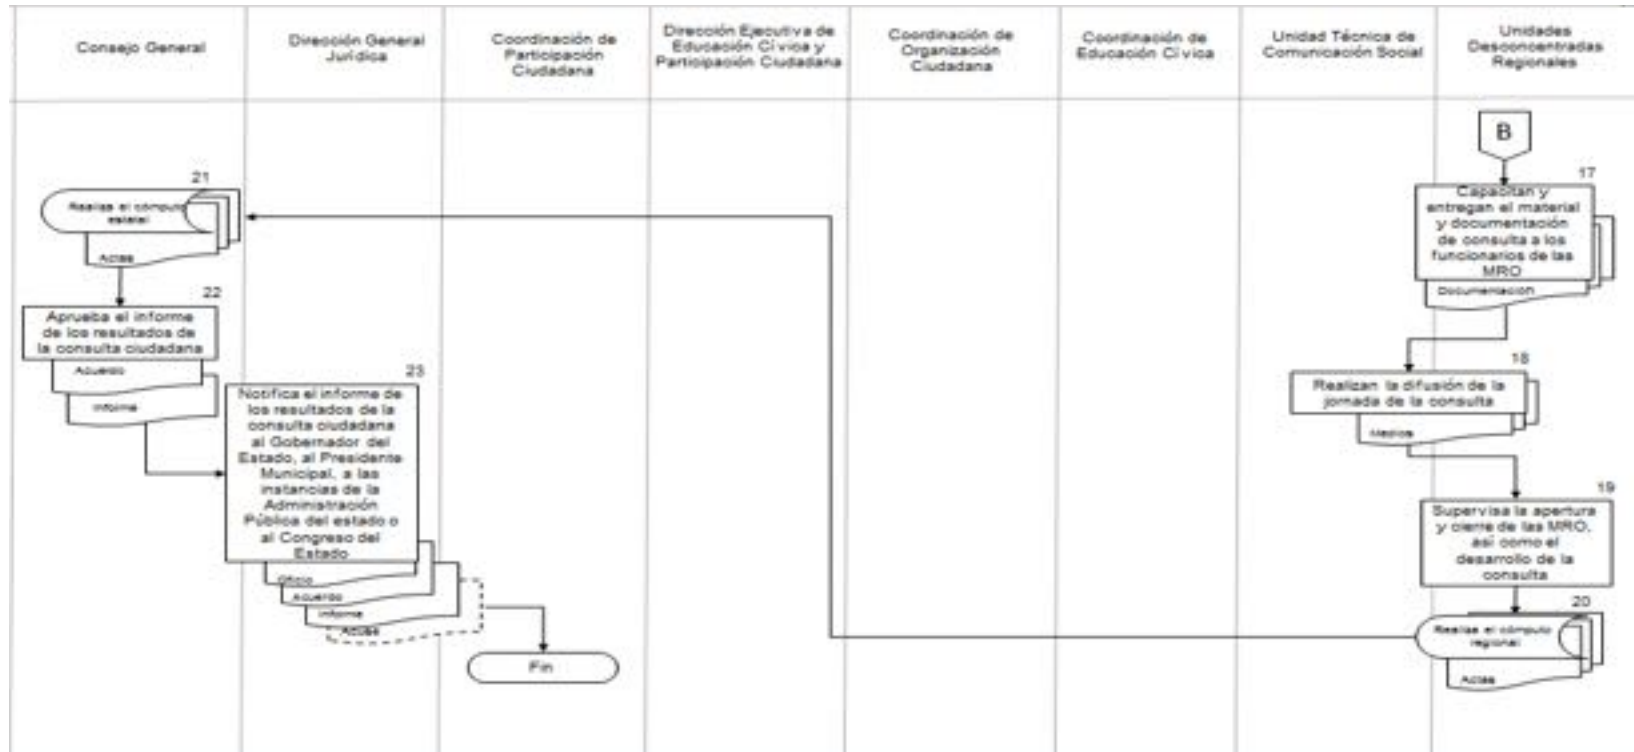 Consejo General
Dirección General
Jurídica
Coordinación de
Participación
Ciudadana
Dirección Ejecutiva de
Educación Cívica y
Participación Ciudadana
Coordinación de
Organización
Ciudadana
Coordinación de
Educación Cívica
Unidad Técnica de
Comunicación Social
Unidades
Desconcentradas
Regionales
B
17
Capacitan y
entregan el material
y documentación
de consulta a los
funcionarios de las
MRO
Documentación
18
Realizan la difusión de la
jornada de la consulta
Medios
19
Supervisa la apertura
y cierre de las MRO,
así como el
desarrollo de la
consulta
20
Realiza el cómputo
regional
Actas
21
Realiza el cómputo
estatal
Actas
22
Aprueba el informe
de los resultados de
la consulta ciudadana
Acuerdo
Informe
23
Notifica el informe de
los resultados de la
consulta ciudadana
al Gobernador del
Estado, al Presidente
Municipal, a las
instancias de la
Administración
Pública del estado o
al Congreso del
Estado
Oficio
Acuerdo
Informe
Acuse
Fin